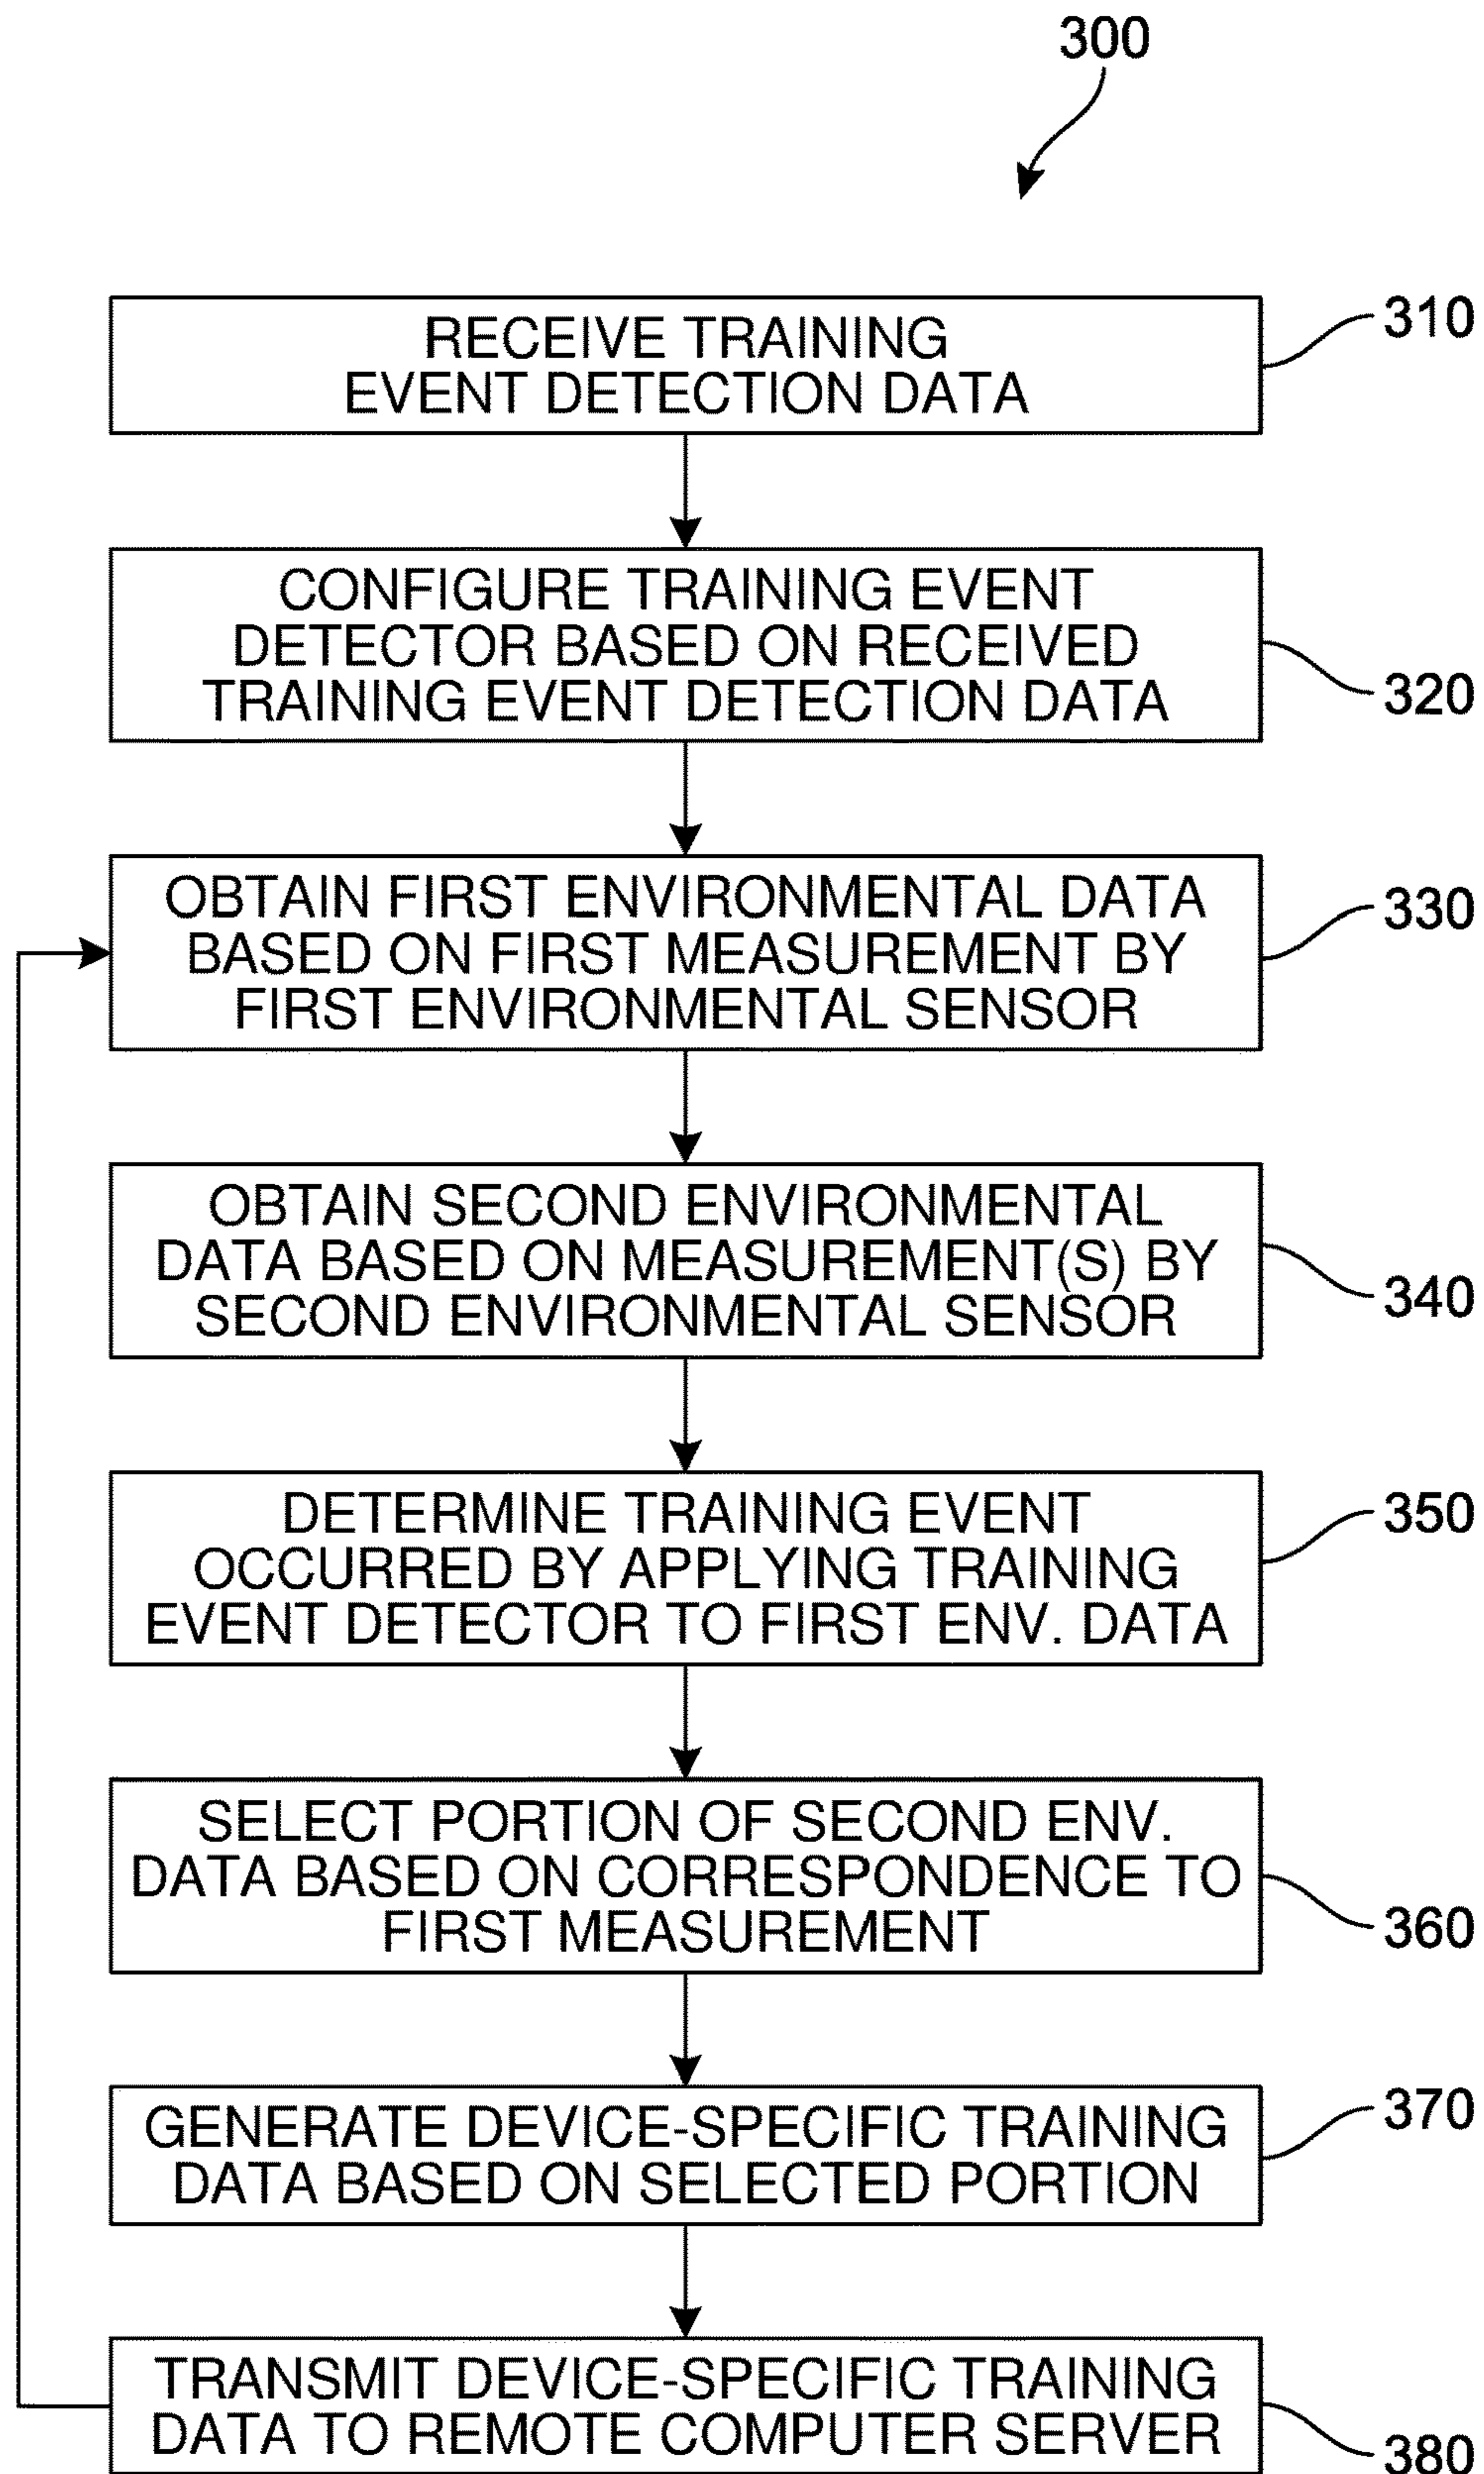 300
RECEIVE TRAINING
EVENT DETECTION DATA
310
CONFIGURE TRAINING EVENT
DETECTOR BASED ON RECEIVED
TRAINING EVENT DETECTION DATA
320
OBTAIN FIRST ENVIRONMENTAL DATA
BASED ON FIRST MEASUREMENT BY
FIRST ENVIRONMENTAL SENSOR
330
OBTAIN SECOND ENVIRONMENTAL
DATA BASED ON MEASUREMENT(S) BY
SECOND ENVIRONMENTAL SENSOR
340
DETERMINE TRAINING EVENT
OCCURRED BY APPLYING TRAINING
EVENT DETECTOR TO FIRST ENV. DATA
350
SELECT PORTION OF SECOND ENV.
DATA BASED ON CORRESPONDENCE TO
FIRST MEASUREMENT
360
GENERATE DEVICE-SPECIFIC TRAINING
DATA BASED ON SELECTED PORTION
370
TRANSMIT DEVICE-SPECIFIC TRAINING
DATA TO REMOTE COMPUTER SERVER
380